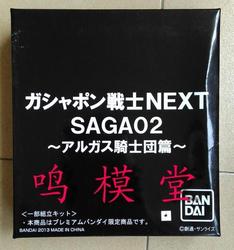 ガシャポン戦士NEXT
SAGA02
～アルガス騎士団篇～
鸣模堂
＜一部組立キット＞
・本商品はプレミアムバンダイ限定商品です。
BANDAI 2013 MADE IN CHINA
BAN
DAI
©創通・サンライズ